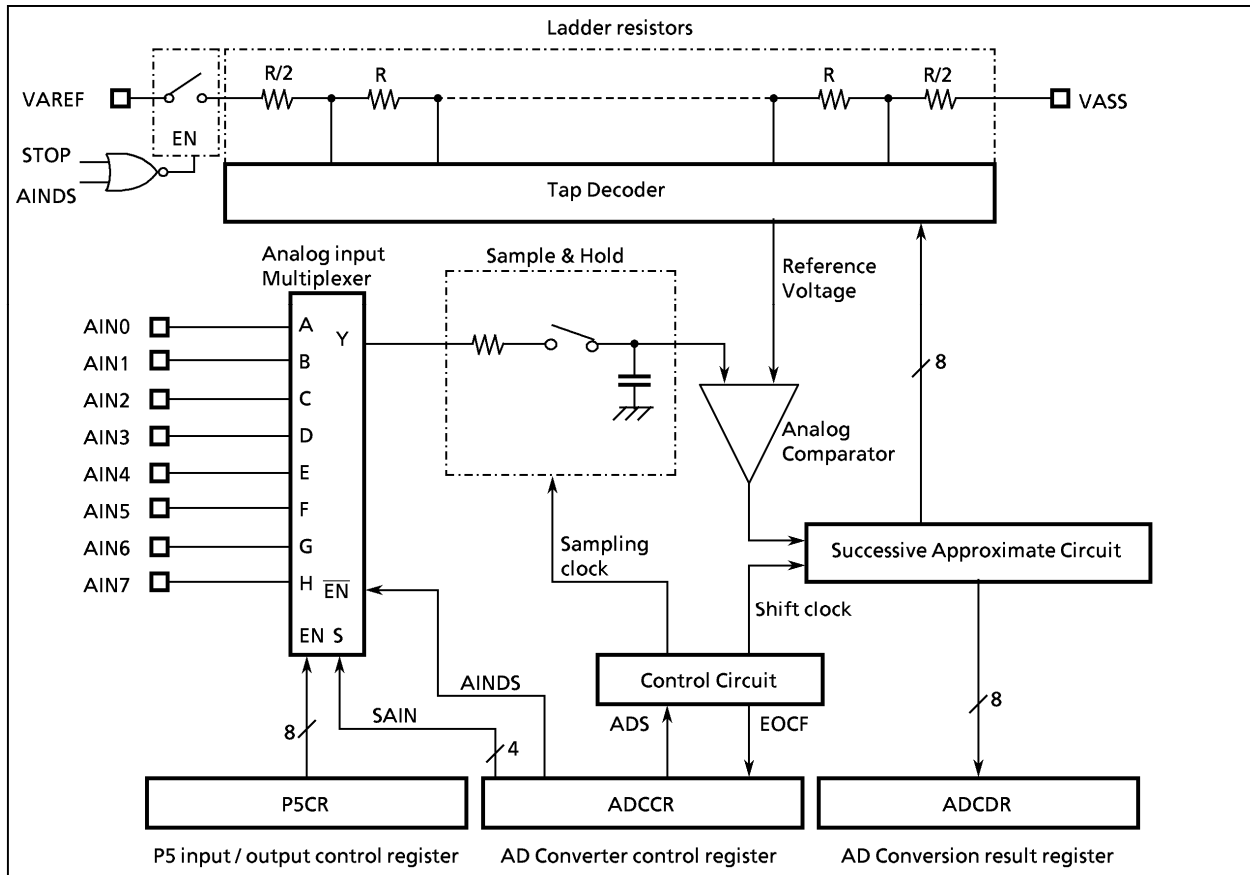 Ladder resistors
R/2
R
R
R/2
VAREF
VASS
EN
STOP
AINDS
Tap Decoder
Analog input
Multiplexer
Sample & Hold
Reference
Voltage
AIN0
A
Y
AIN1
B
8
AIN2
C
AIN3
D
Analog
Comparator
AIN4
E
AIN5
F
AIN6
G
Sampling
clock
Successive Approximate Circuit
AIN7
H
EN
Shift clock
EN S
AINDS
Control Circuit
SAIN
ADS
EOCF
8
4
8
P5CR
ADCCR
ADCDR
P5 input / output control register
AD Converter control register
AD Conversion result register